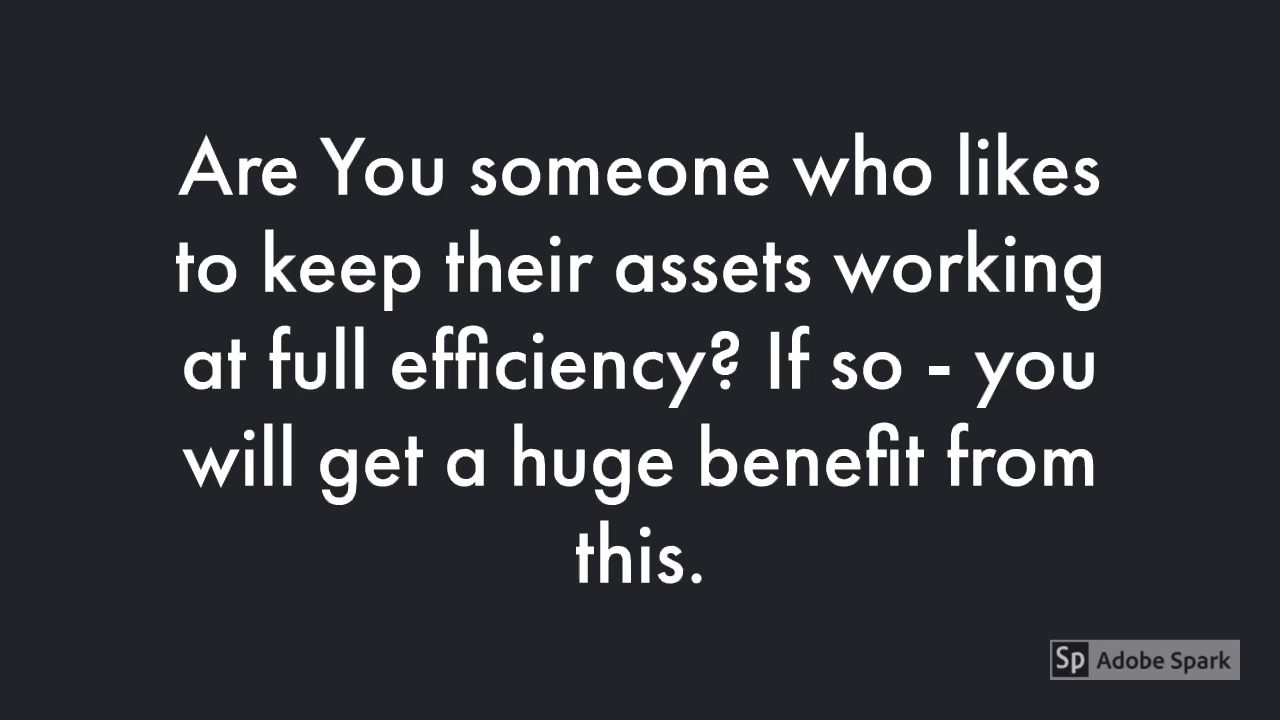 Are You someone who likes
to keep their assets working
at full efficiency? If so - you
will get a huge benefit from
this.
Sp Adobe Spark